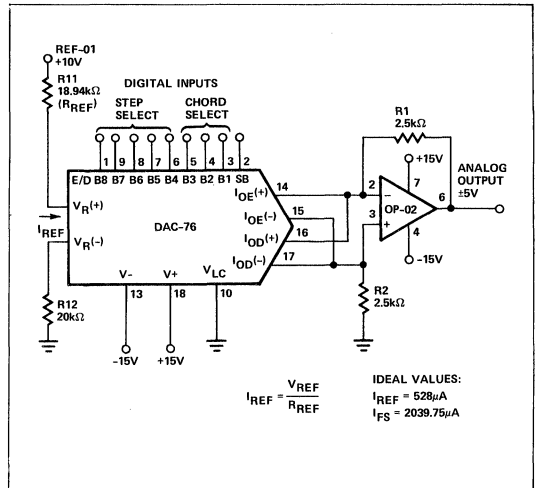 REF-01
+10V
R11
18.94kΩ
(RREF)
DIGITAL INPUTS
STEP SELECT
CHORD SELECT
1 9 8 7 6 5 4 3 2
E/D B8 B7 B6 B5 B4 B3 B2 B1 SB
VR(+)
IREF
VR(-)
DAC-76
IOE(+)
14
IOE(-)
15
IOD(+)
16
IOD(-)
17
V-
V+
VLC
13
18
10
-15V
+15V
R12
20kΩ
R1
2.5kΩ
+15V
7
2
-
OP-02
3
+
6
4
-15V
ANALOG
OUTPUT
±5V
R2
2.5kΩ
IREF = VREF / RREF
IDEAL VALUES:
IREF = 528μA
IFS = 2039.75μA